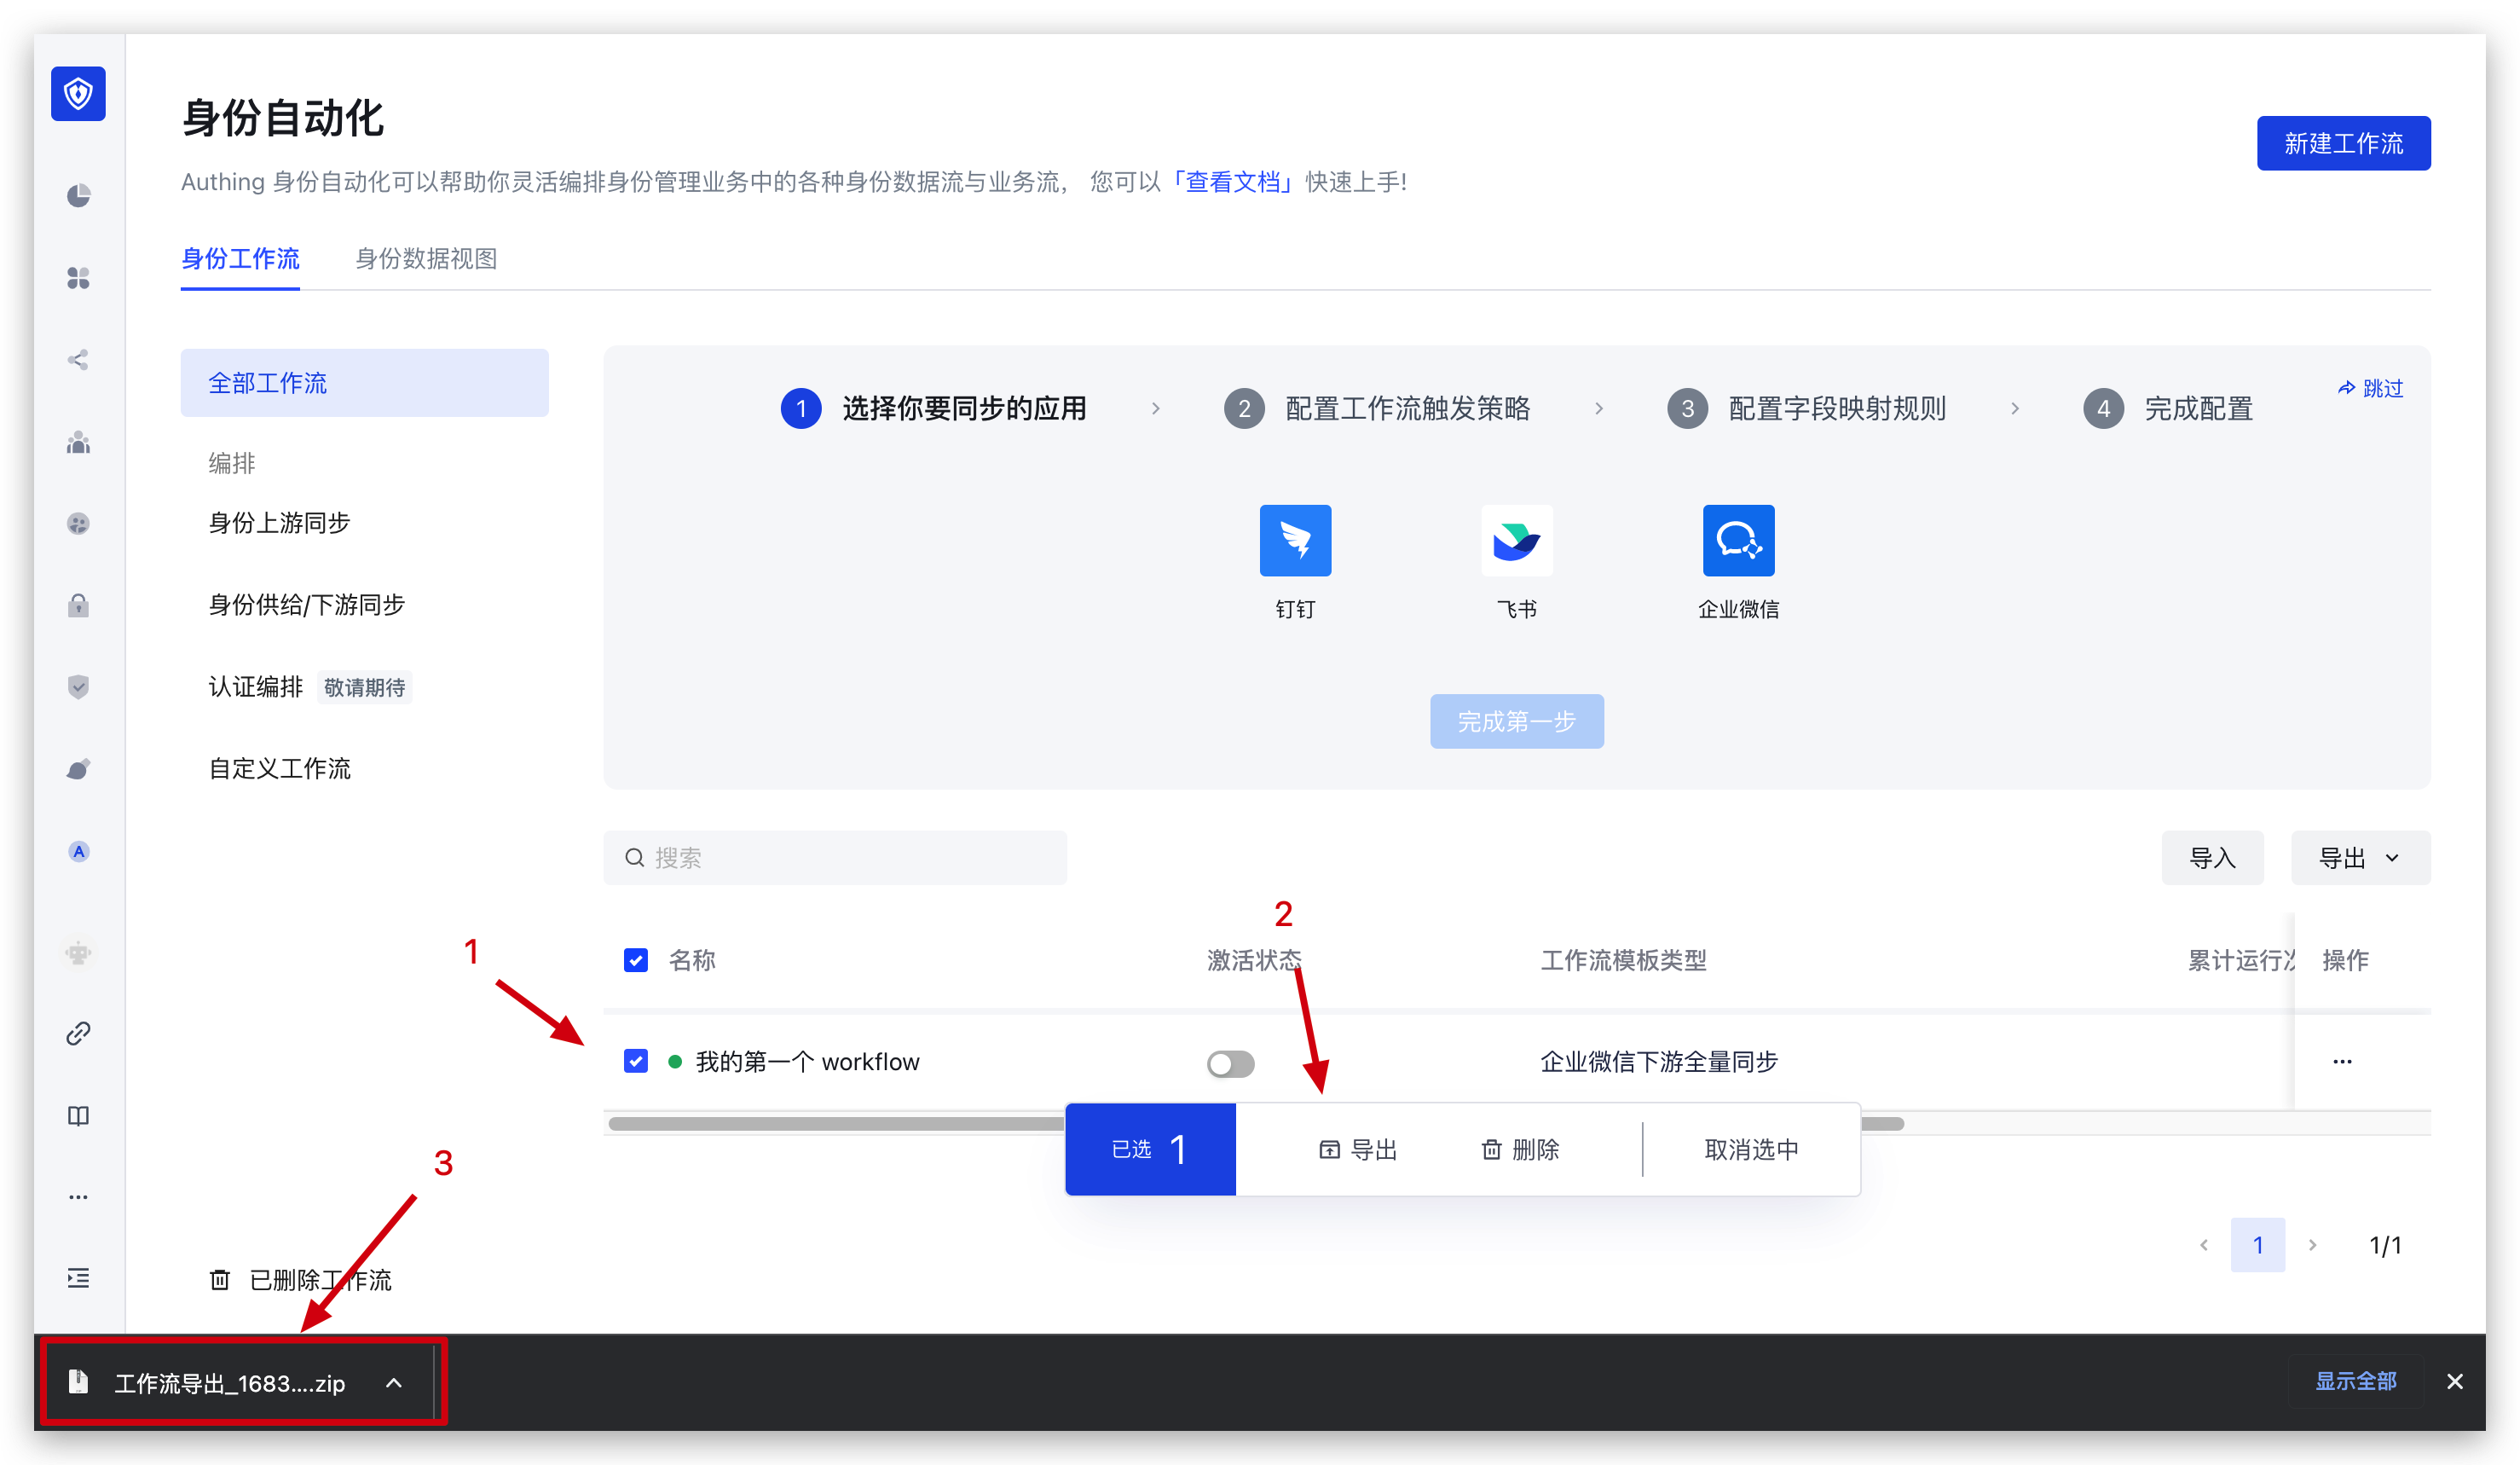 身份自动化
新建工作流
Authing 身份自动化可以帮助你灵活编排身份管理业务中的各种身份数据流与业务流， 您可以「查看文档」快速上手!
身份工作流 身份数据视图
全部工作流
编排
身份上游同步
身份供给/下游同步
认证编排 敬请期待
自定义工作流
1 选择你要同步的应用 2 配置工作流触发策略 3 配置字段映射规则 4 完成配置
跳过
钉钉 飞书 企业微信
完成第一步
搜索
导入 导出
A
1
2
名称 激活状态 工作流模板类型 累计运行次 操作
我的第一个 workflow 企业微信下游全量同步 ···
已选 1 导出 删除 取消选中
3
1 1/1
已删除工作流
工作流导出_1683....zip
显示全部